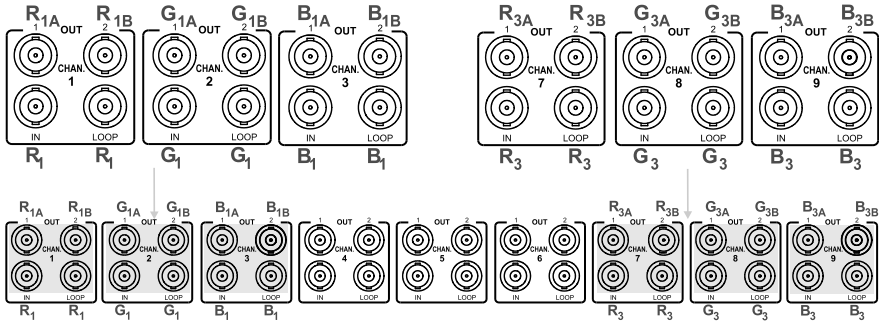 R1A R1B G1A G1B B1A B1B R3A R3B G3A G3B B3A B3B
1 OUT 2 1 OUT 2 1 OUT 2 1 OUT 2 1 OUT 2 1 OUT 2
CHAN. CHAN. CHAN. CHAN. CHAN. CHAN.
1 2 3 7 8 9
IN LOOP IN LOOP IN LOOP IN LOOP IN LOOP IN LOOP
R1 R1 G1 G1 B1 B1 R3 R3 G3 G3 B3 B3
R1A R1B G1A G1B B1A B1B R3A R3B G3A G3B B3A B3B
1 OUT 2 1 OUT 2 1 OUT 2 1 OUT 2 1 OUT 2 1 OUT 2 1 OUT 2 1 OUT 2 1 OUT 2
CHAN. CHAN. CHAN. CHAN. CHAN. CHAN. CHAN. CHAN. CHAN.
1 2 3 4 5 6 7 8 9
IN LOOP IN LOOP IN LOOP IN LOOP IN LOOP IN LOOP IN LOOP IN LOOP IN LOOP
R1 R1 G1 G1 B1 B1 R3 R3 G3 G3 B3 B3